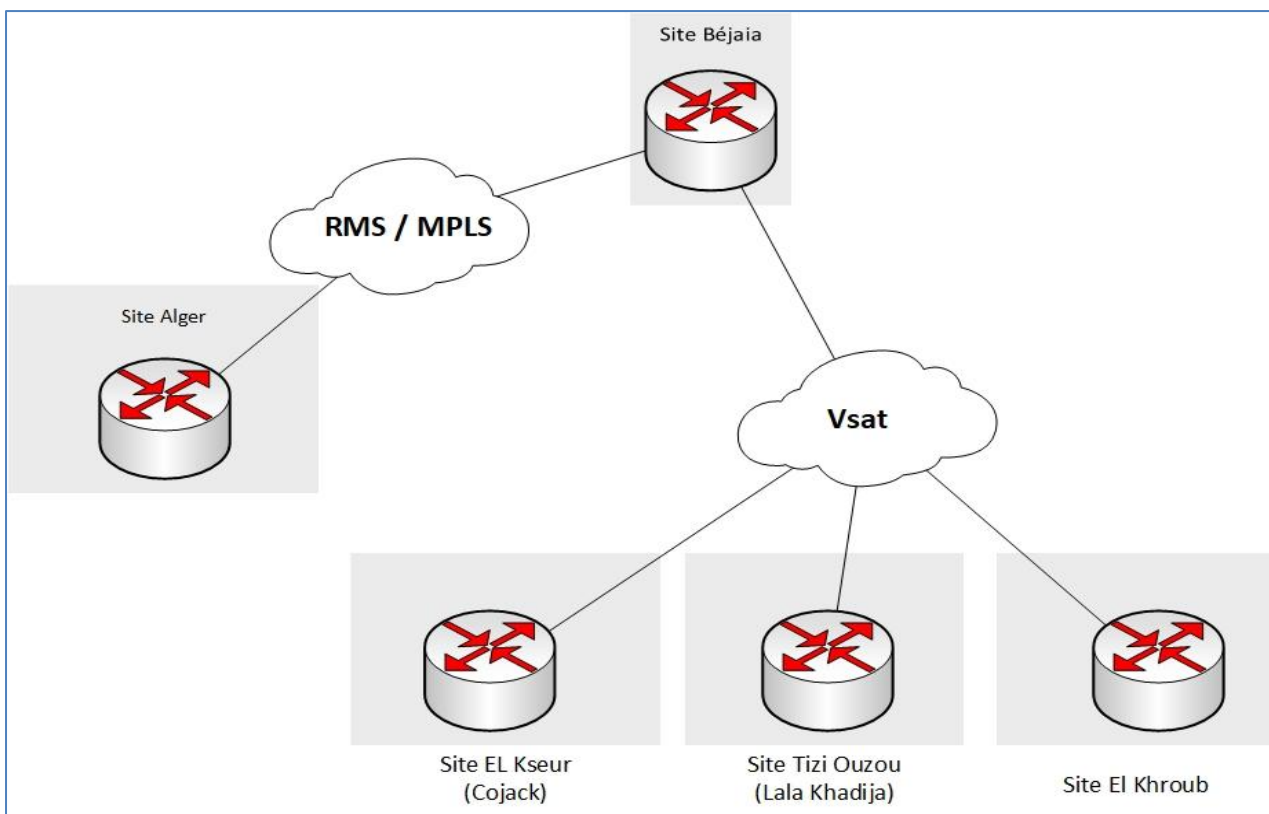 Site Béjaia
RMS / MPLS
Site Alger
Vsat
Site EL Kseur
(Cojack)
Site Tizi Ouzou
(Lala Khadija)
Site El Khroub